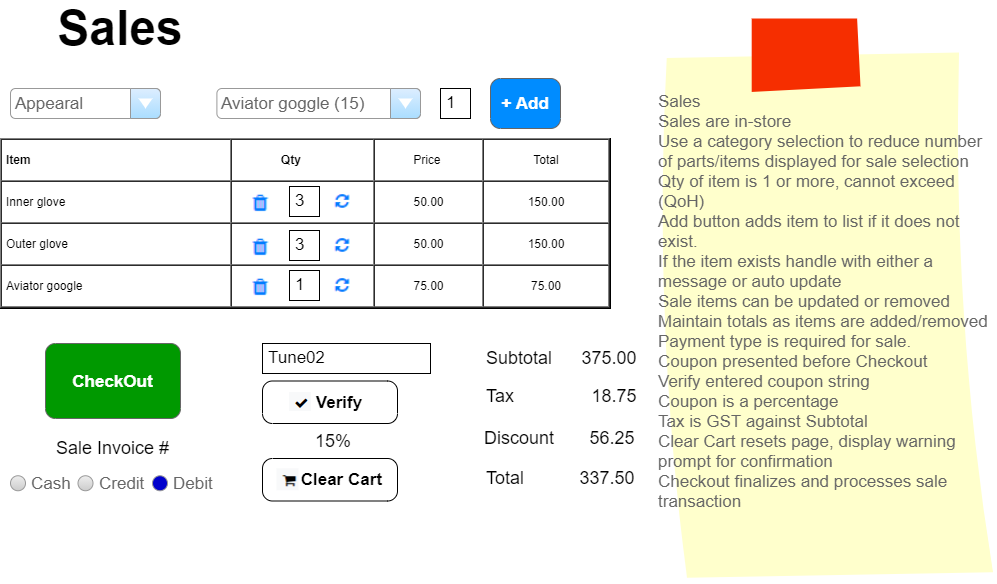 Sales
Appearal
Aviator goggle (15)
1
+ Add
Item Qty Price Total
Inner glove 3 50.00 150.00
Outer glove 3 50.00 150.00
Aviator google 1 75.00 75.00
CheckOut
Sale Invoice #
Cash Credit Debit
Tune02
Verify
15%
Clear Cart
Subtotal 375.00
Tax 18.75
Discount 56.25
Total 337.50
Sales
Sales are in-store
Use a category selection to reduce number
of parts/items displayed for sale selection
Qty of item is 1 or more, cannot exceed
(QoH)
Add button adds item to list if it does not
exist.
If the item exists handle with either a
message or auto update
Sale items can be updated or removed
Maintain totals as items are added/removed
Payment type is required for sale.
Coupon presented before Checkout
Verify entered coupon string
Coupon is a percentage
Tax is GST against Subtotal
Clear Cart resets page, display warning
prompt for confirmation
Checkout finalizes and processes sale
transaction